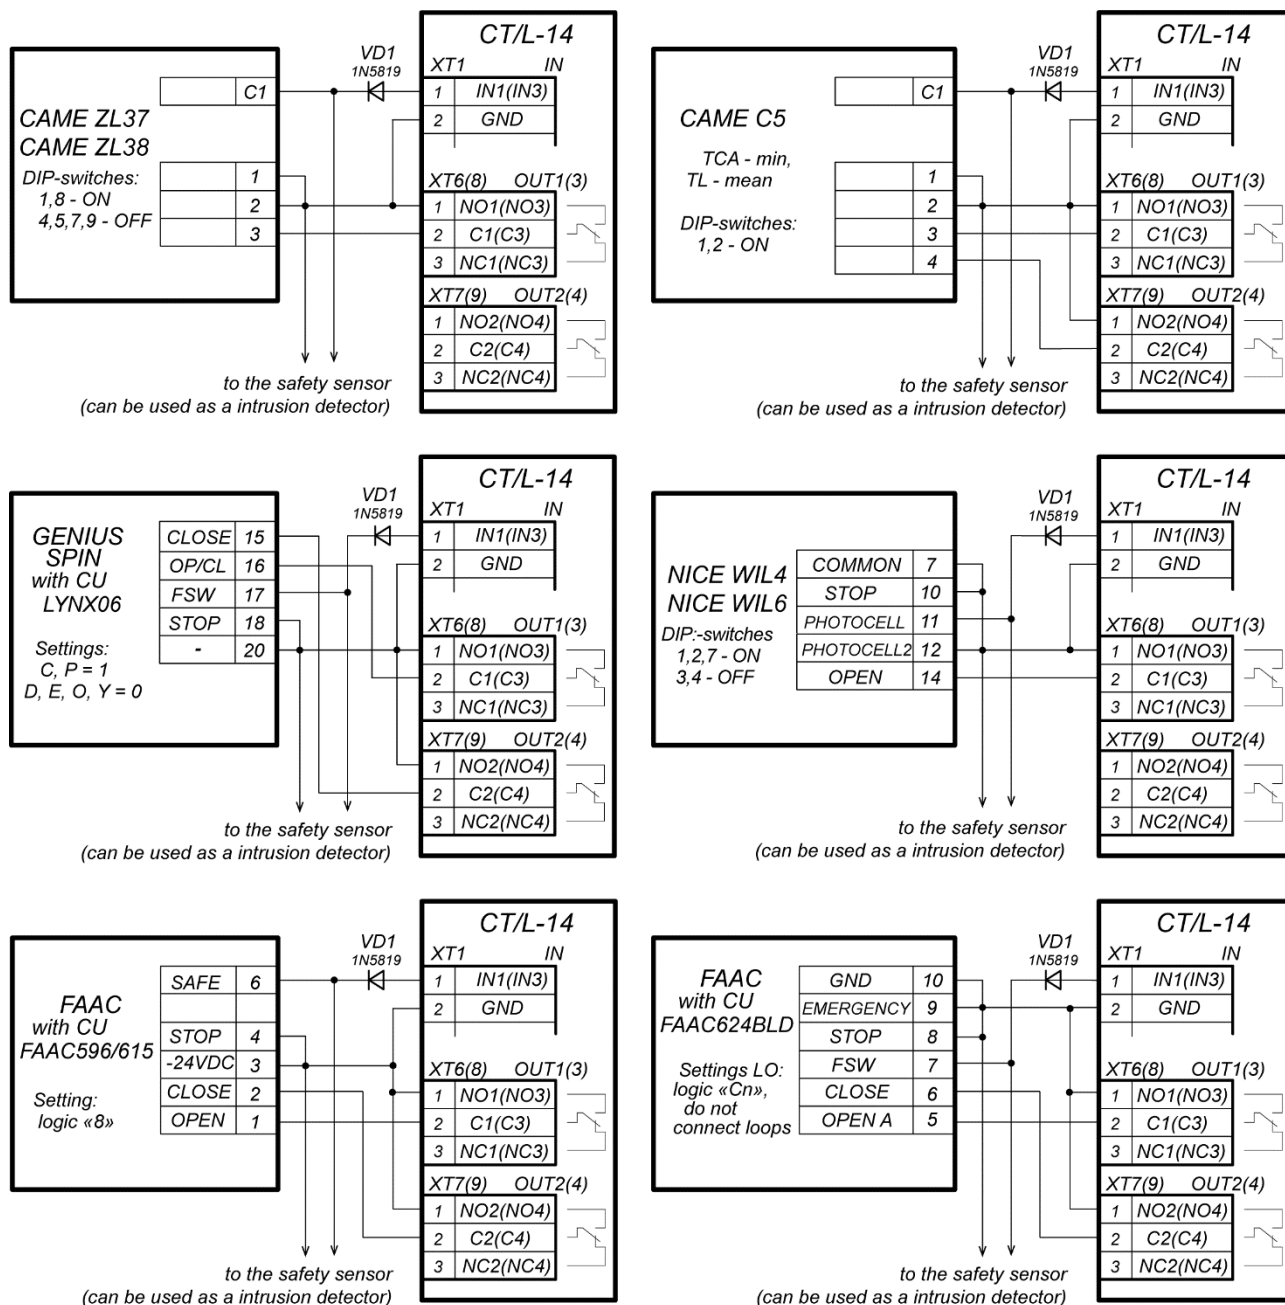 CT/L-14
VD1
1N5819
XT1 IN
C1
1 IN1(IN3)
2 GND
CAME ZL37
CAME ZL38
DIP-switches:
1,8 - ON
4,5,7,9 - OFF
1
2
3
XT6(8) OUT1(3)
1 NO1(NO3)
2 C1(C3)
3 NC1(NC3)
XT7(9) OUT2(4)
1 NO2(NO4)
2 C2(C4)
3 NC2(NC4)
to the safety sensor
(can be used as a intrusion detector)
CT/L-14
VD1
1N5819
XT1 IN
C1
1 IN1(IN3)
2 GND
CAME C5
TCA - min,
TL - mean
DIP-switches:
1,2 - ON
1
2
3
4
XT6(8) OUT1(3)
1 NO1(NO3)
2 C1(C3)
3 NC1(NC3)
XT7(9) OUT2(4)
1 NO2(NO4)
2 C2(C4)
3 NC2(NC4)
to the safety sensor
(can be used as a intrusion detector)
CT/L-14
VD1
1N5819
XT1 IN
1 IN1(IN3)
2 GND
GENIUS
SPIN
with CU
LYNX06
Settings:
C, P = 1
D, E, O, Y = 0
CLOSE 15
OP/CL 16
FSW 17
STOP 18
- 20
XT6(8) OUT1(3)
1 NO1(NO3)
2 C1(C3)
3 NC1(NC3)
XT7(9) OUT2(4)
1 NO2(NO4)
2 C2(C4)
3 NC2(NC4)
to the safety sensor
(can be used as a intrusion detector)
CT/L-14
VD1
1N5819
XT1 IN
1 IN1(IN3)
2 GND
NICE WIL4
NICE WIL6
DIP:-switches
1,2,7 - ON
3,4 - OFF
COMMON 7
STOP 10
PHOTOCELL 11
PHOTOCELL2 12
OPEN 14
XT6(8) OUT1(3)
1 NO1(NO3)
2 C1(C3)
3 NC1(NC3)
XT7(9) OUT2(4)
1 NO2(NO4)
2 C2(C4)
3 NC2(NC4)
to the safety sensor
(can be used as a intrusion detector)
CT/L-14
VD1
1N5819
XT1 IN
1 IN1(IN3)
2 GND
FAAC
with CU
FAAC596/615
Setting:
logic «8»
SAFE 6
STOP 4
-24VDC 3
CLOSE 2
OPEN 1
XT6(8) OUT1(3)
1 NO1(NO3)
2 C1(C3)
3 NC1(NC3)
XT7(9) OUT2(4)
1 NO2(NO4)
2 C2(C4)
3 NC2(NC4)
to the safety sensor
(can be used as a intrusion detector)
CT/L-14
VD1
1N5819
XT1 IN
1 IN1(IN3)
2 GND
FAAC
with CU
FAAC624BLD
Settings LO:
logic «Cn»,
do not
connect loops
GND 10
EMERGENCY 9
STOP 8
FSW 7
CLOSE 6
OPEN A 5
XT6(8) OUT1(3)
1 NO1(NO3)
2 C1(C3)
3 NC1(NC3)
XT7(9) OUT2(4)
1 NO2(NO4)
2 C2(C4)
3 NC2(NC4)
to the safety sensor
(can be used as a intrusion detector)